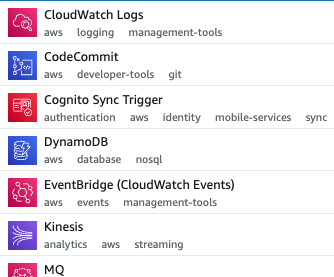 CloudWatch Logs
aws logging management-tools
CodeCommit
aws developer-tools git
Cognito Sync Trigger
authentication aws identity mobile-services sync
DynamoDB
aws database nosql
EventBridge (CloudWatch Events)
aws events management-tools
Kinesis
analytics aws streaming
MQ